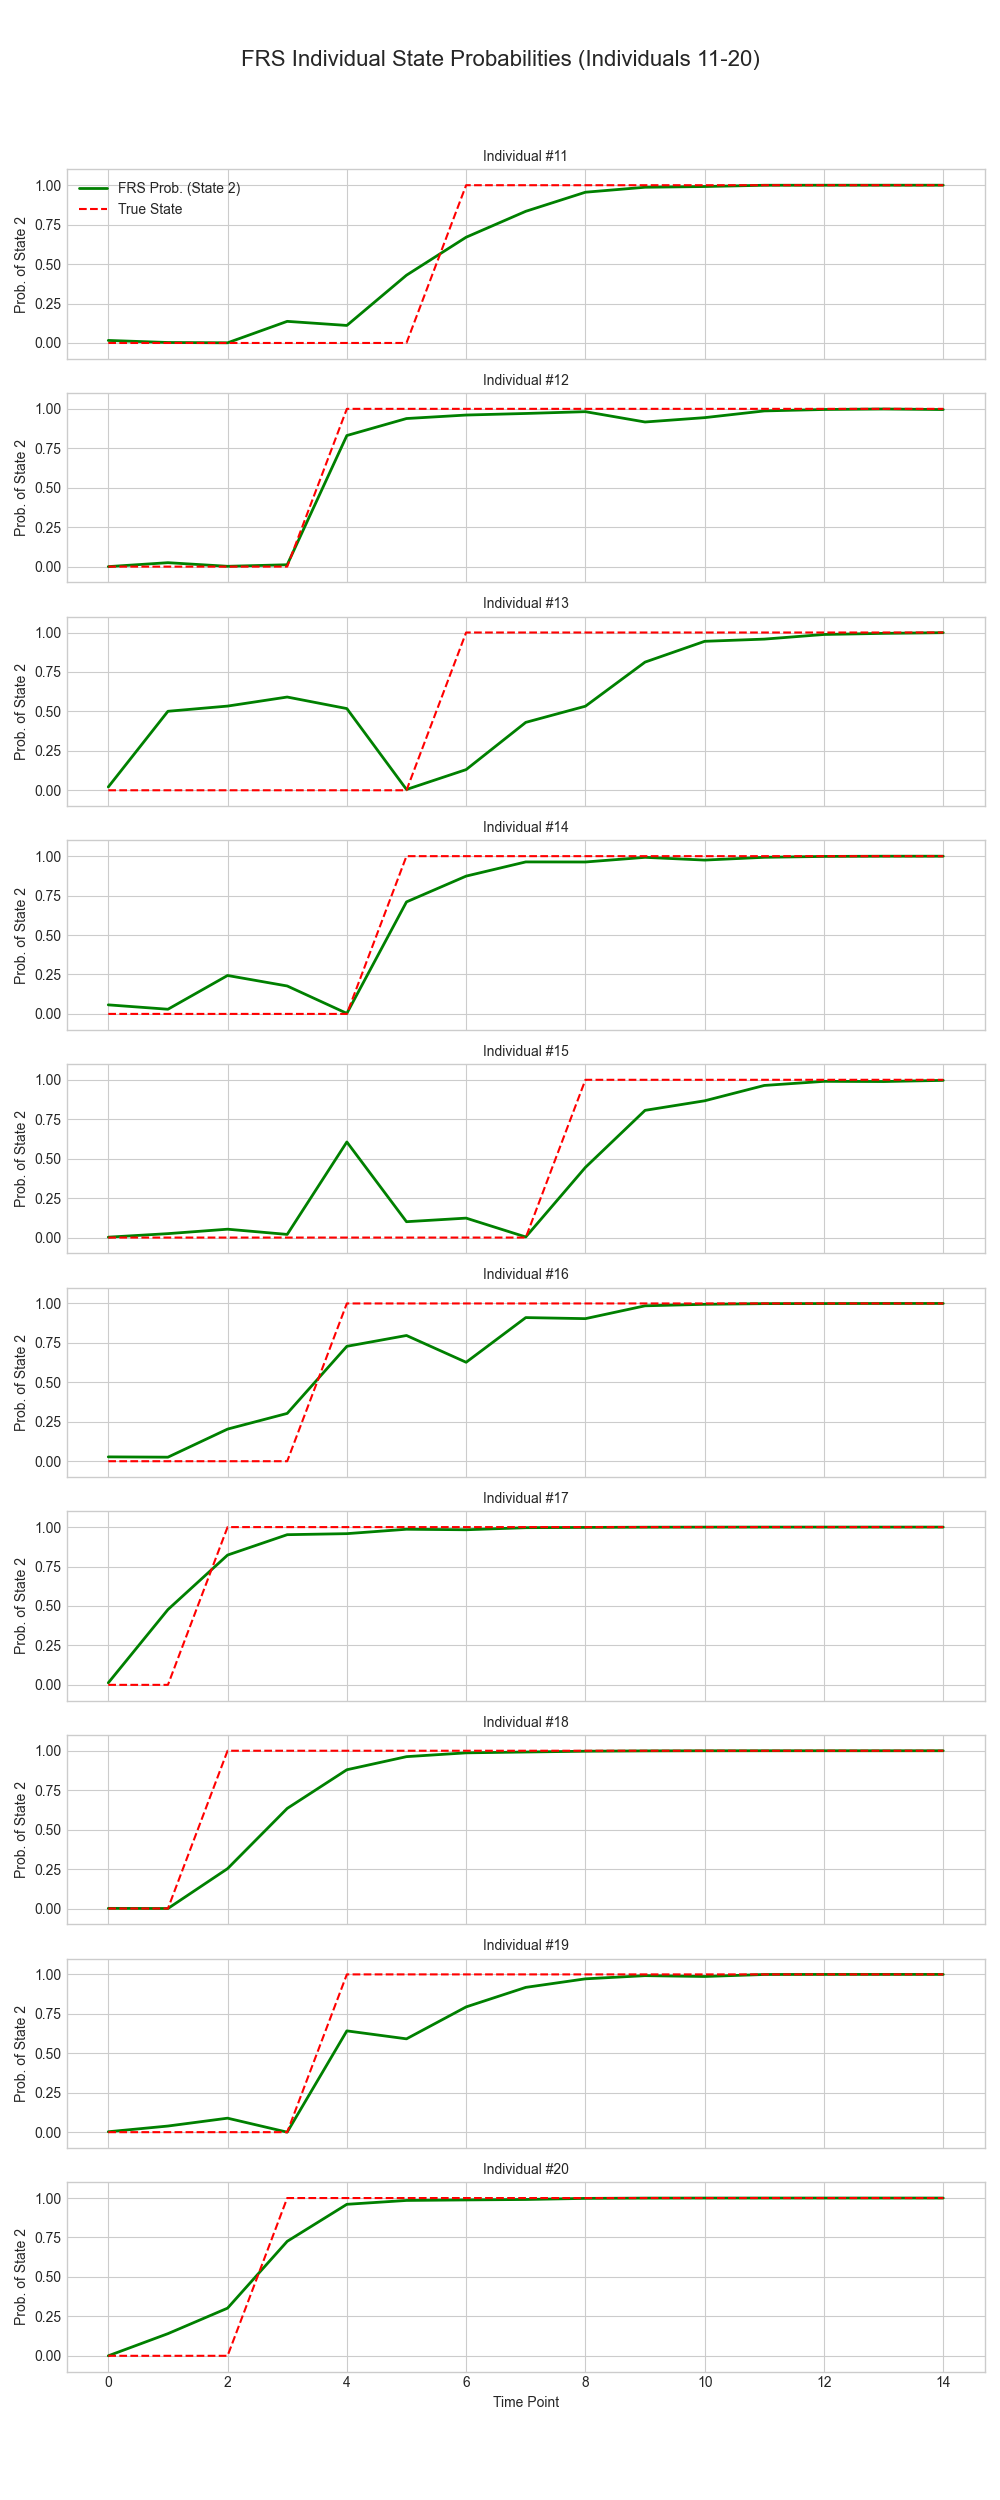 FRS Individual State Probabilities (Individuals 11-20)
Individual #11
FRS Prob. (State 2)
True State
Prob. of State 2
1.00
0.75
0.50
0.25
0.00
Individual #12
Prob. of State 2
1.00
0.75
0.50
0.25
0.00
Individual #13
Prob. of State 2
1.00
0.75
0.50
0.25
0.00
Individual #14
Prob. of State 2
1.00
0.75
0.50
0.25
0.00
Individual #15
Prob. of State 2
1.00
0.75
0.50
0.25
0.00
Individual #16
Prob. of State 2
1.00
0.75
0.50
0.25
0.00
Individual #17
Prob. of State 2
1.00
0.75
0.50
0.25
0.00
Individual #18
Prob. of State 2
1.00
0.75
0.50
0.25
0.00
Individual #19
Prob. of State 2
1.00
0.75
0.50
0.25
0.00
Individual #20
Prob. of State 2
1.00
0.75
0.50
0.25
0.00
0 2 4 6 8 10 12 14
Time Point